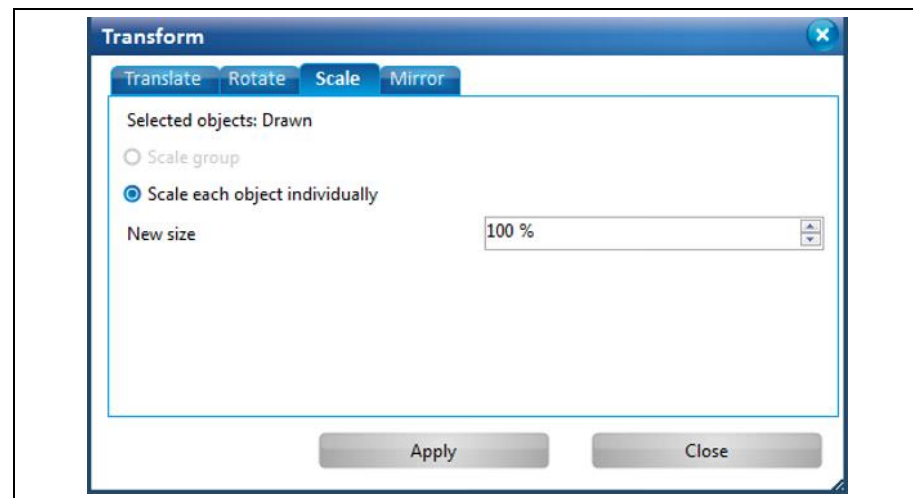 Transform
Translate Rotate Scale Mirror
Selected objects: Drawn
Scale group
Scale each object individually
New size 100 %
Apply Close